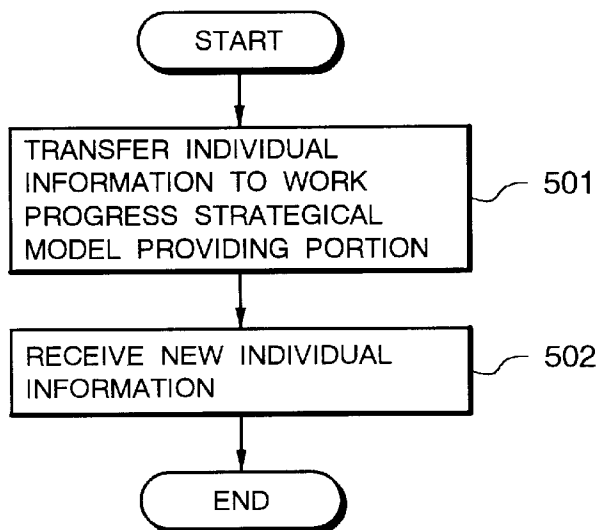 START
TRANSFER INDIVIDUAL
INFORMATION TO WORK
PROGRESS STRATEGICAL
MODEL PROVIDING PORTION
501
RECEIVE NEW INDIVIDUAL
INFORMATION
502
END